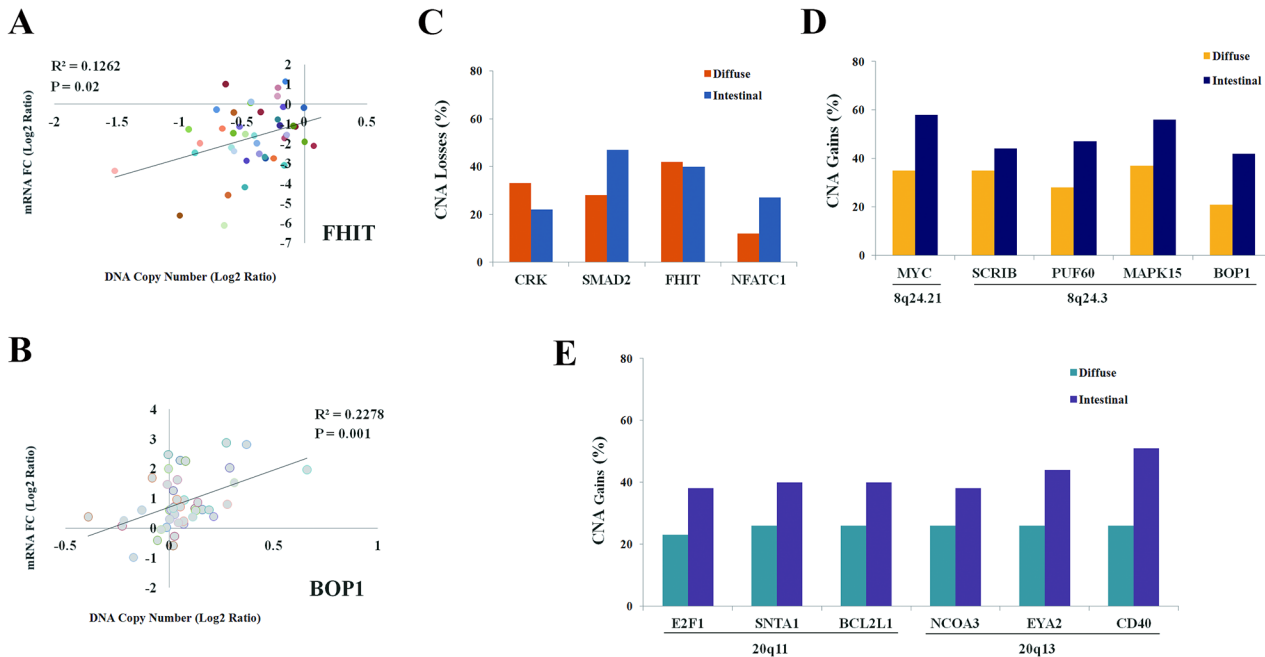 A
R² = 0.1262
P = 0.02
mRNA FC (Log2 Ratio)
2
1
0
-1
-2
-3
-4
-5
-6
-7
-2
-1.5
-1
-0.5
0
0.5
FHIT
DNA Copy Number (Log2 Ratio)
B
R² = 0.2278
P = 0.001
mRNA FC (Log2 Ratio)
4
3
2
1
0
-1
-2
-0.5
0
0.5
1
BOP1
DNA Copy Number (Log2 Ratio)
C
Diffuse
Intestinal
CNA Losses (%)
80
60
40
20
0
CRK SMAD2 FHIT NFATC1
D
Diffuse
Intestinal
CNA Gains (%)
80
60
40
20
0
MYC SCRIB PUF60 MAPK15 BOP1
8q24.21 8q24.3
E
Diffuse
Intestinal
CNA Gains (%)
80
60
40
20
0
E2F1 SNTA1 BCL2L1 NCOA3 EYA2 CD40
20q11 20q13